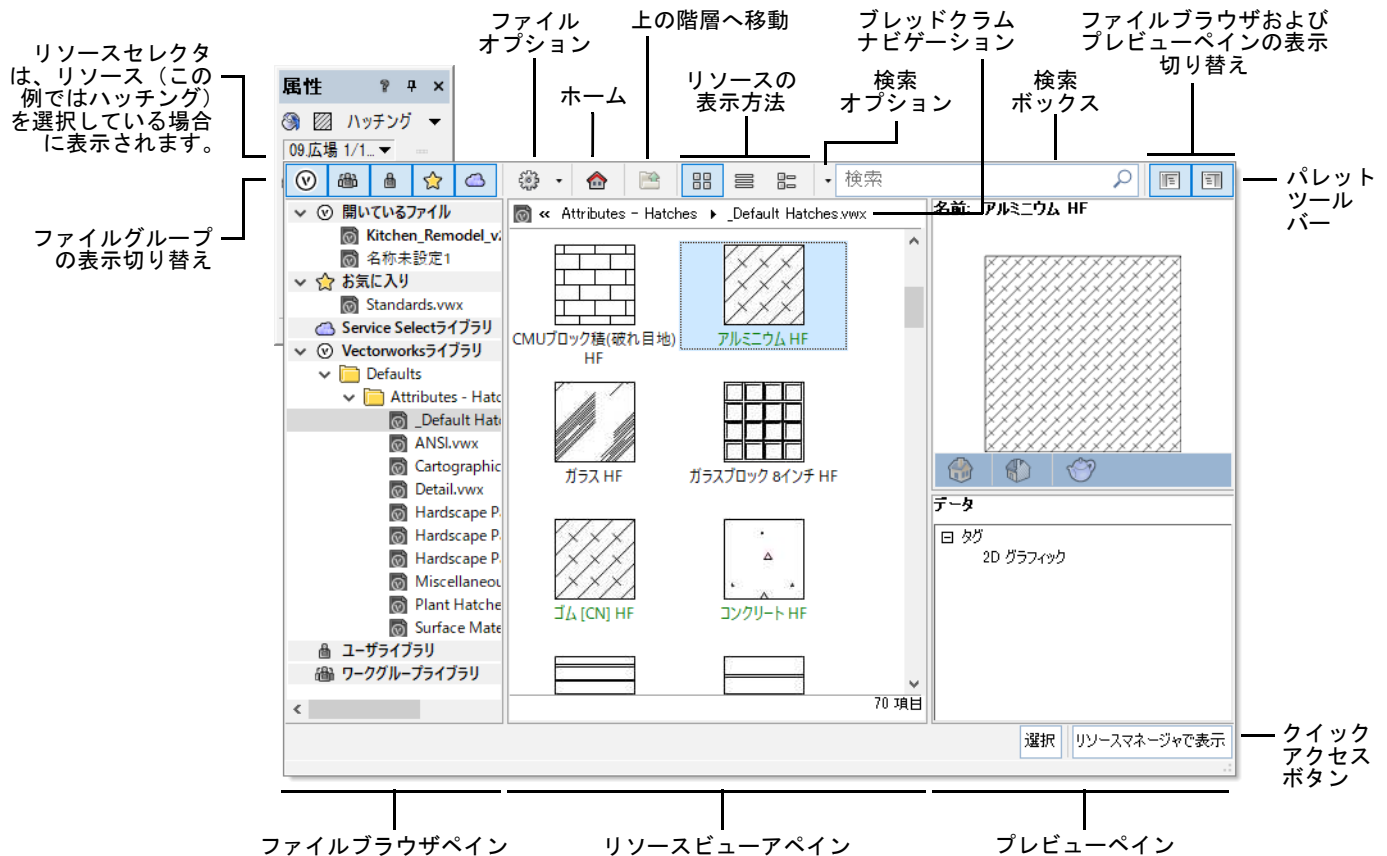 リソースセレクタ
は、リソース（この
例ではハッチング）
を選択している場合
に表示されます。
ファイル
オプション
上の階層へ移動
ブレッドクラム
ナビゲーション
ファイルブラウザおよび
プレビューペインの表示
切り替え
ホーム
リソースの
表示方法
検索
オプション
検索
ボックス
属性
ハッチング
09.広場 1/1...
検索
パレット
ツール
バー
ファイルグループ
の表示切り替え
開いているファイル
Kitchen_Remodel_v
名称未設定1
お気に入り
Standards.vwx
Service Selectライブラリ
Vectorworksライブラリ
Defaults
Attributes - Hatc
_Default Hat
ANSI.vwx
Cartographic
Detail.vwx
Hardscape P
Hardscape P
Hardscape P
Miscellaneou
Plant Hatche
Surface Mate
ユーザライブラリ
ワークグループライブラリ
« Attributes - Hatches ▸ _Default Hatches.vwx
CMUブロック積(破れ目地)
HF
アルミニウム HF
ガラス HF
ガラスブロック 8インチ HF
ゴム [CN] HF
コンクリート HF
70 項目
名前: アルミニウム HF
データ
タグ
2D グラフィック
選択
リソースマネージャで表示
クイック
アクセス
ボタン
ファイルブラウザペイン
リソースビューアペイン
プレビューペイン